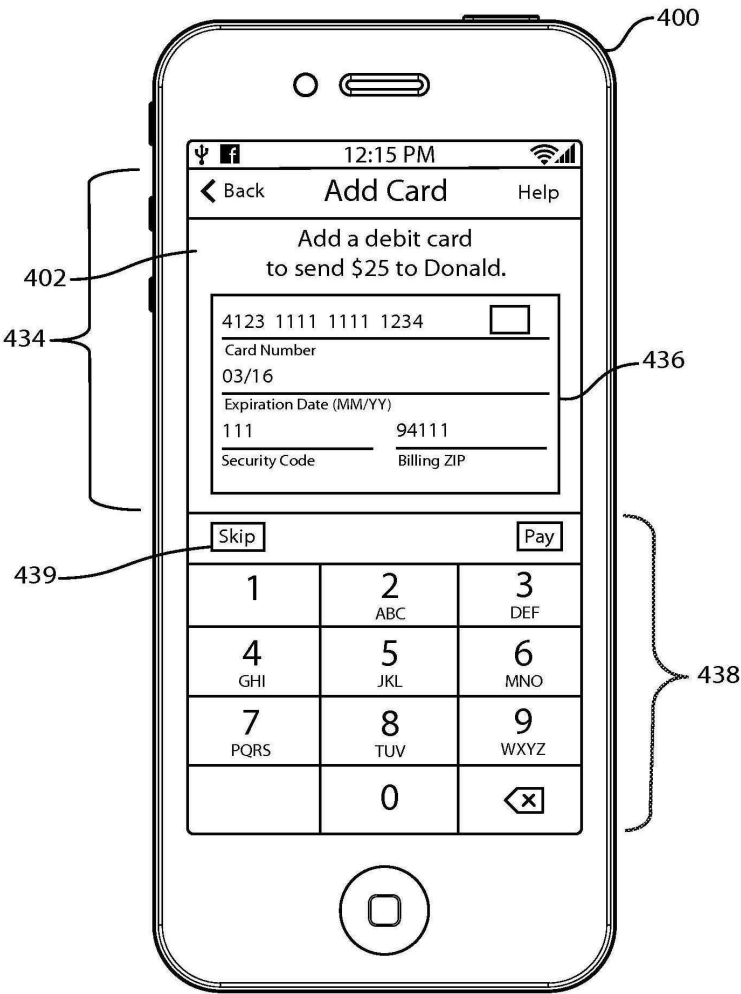 400
f 12:15 PM
Back Add Card Help
Add a debit card
to send $25 to Donald.
402
434
4123 1111 1111 1234
Card Number
436
03/16
Expiration Date (MM/YY)
111 94111
Security Code Billing ZIP
Skip Pay
439
1 2 3
ABC DEF
4 5 6
GHI JKL MNO
438
7 8 9
PQRS TUV WXYZ
0